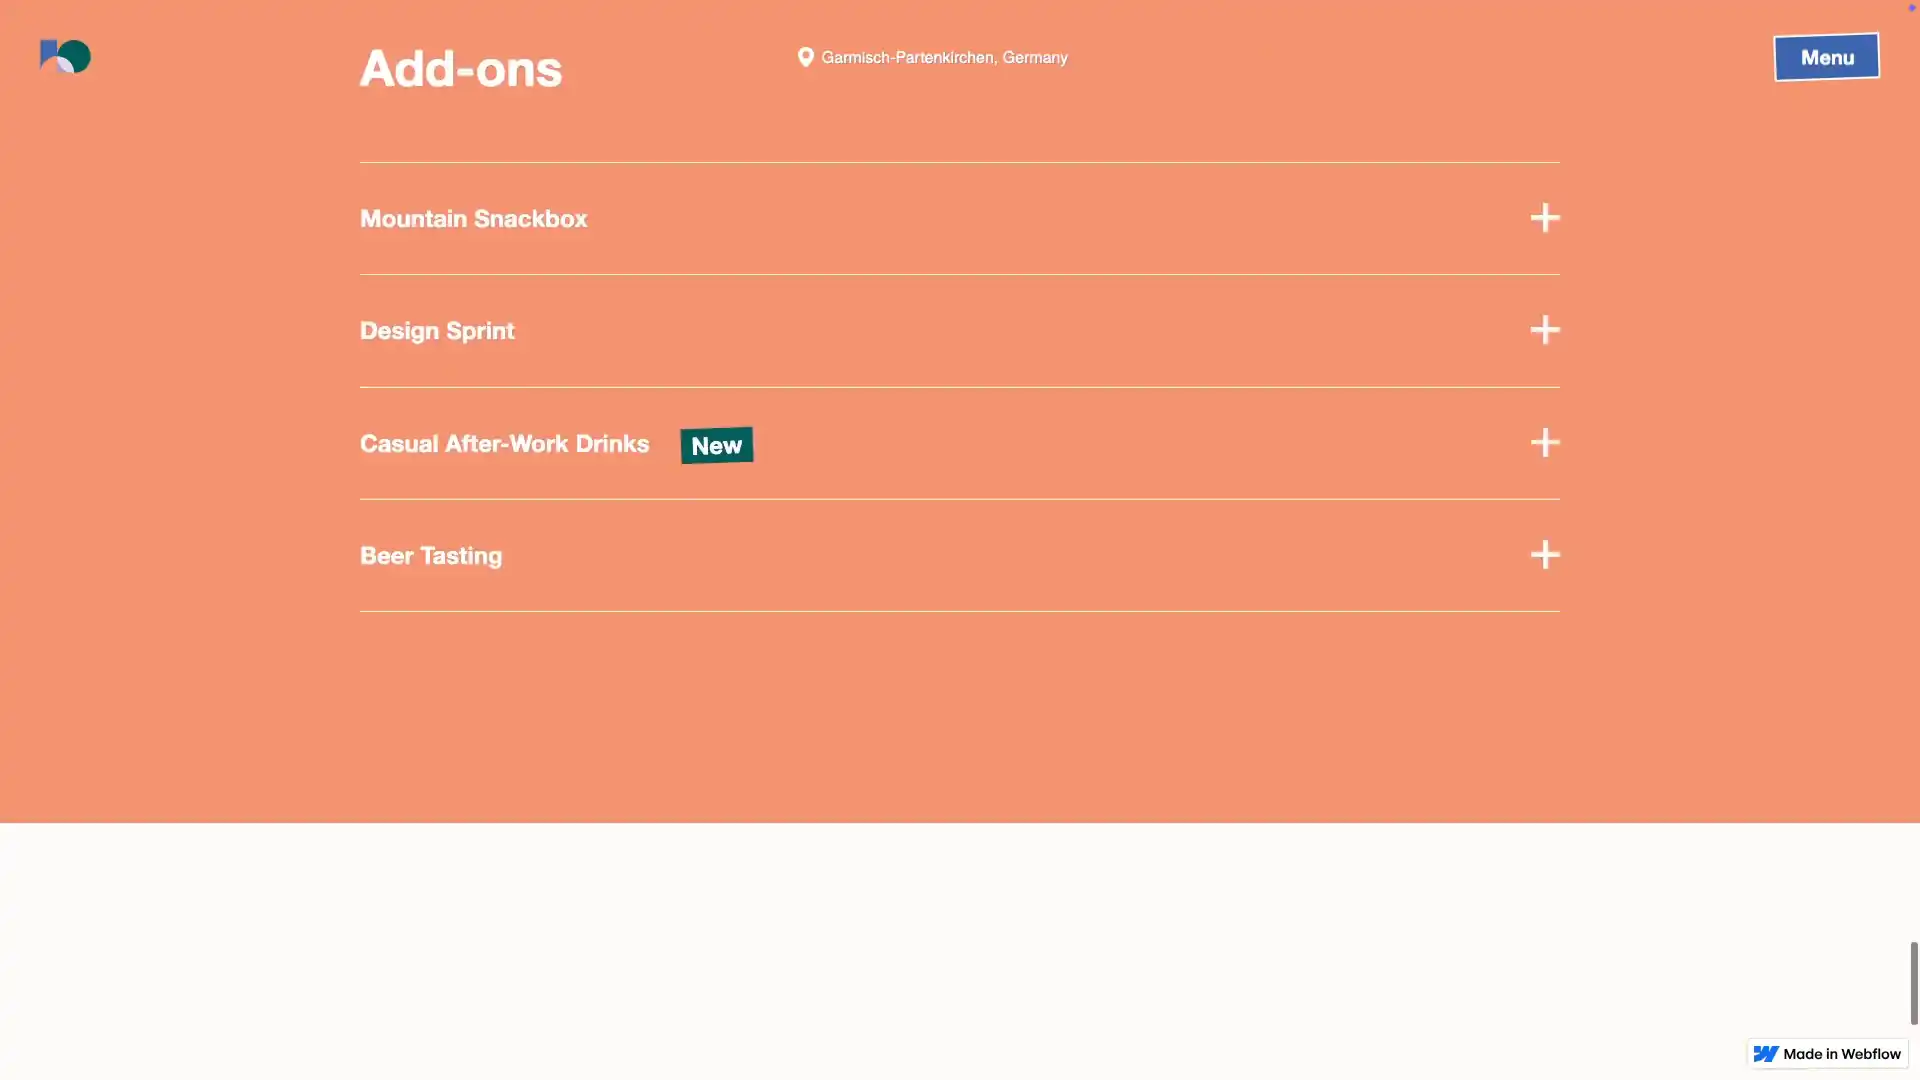 Add-ons
Garmisch-Partenkirchen, Germany
Menu
Mountain Snackbox
Design Sprint
Casual After-Work Drinks
New
Beer Tasting
Made in Webflow